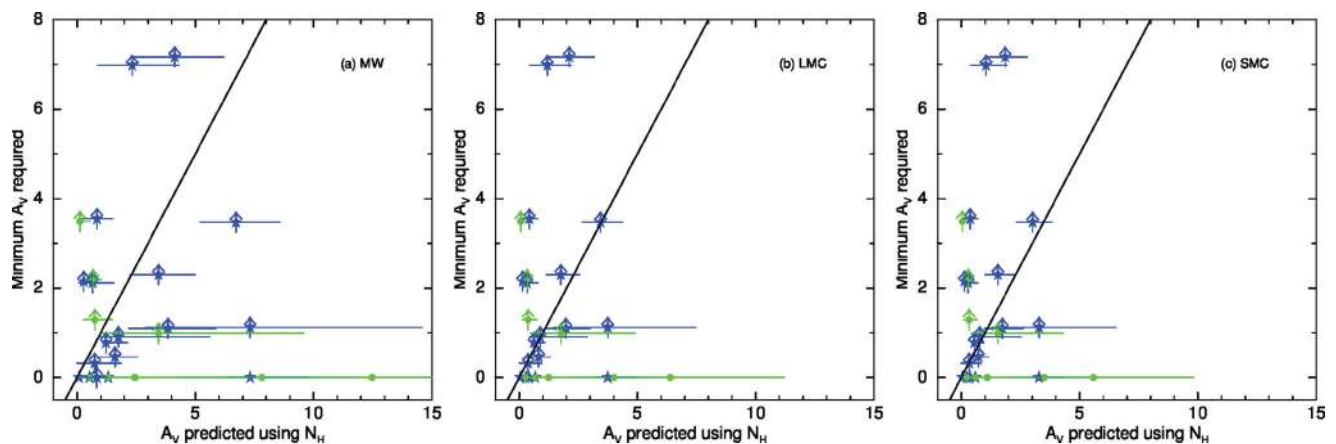 (a) MW
Minimum A_V required
8
6
4
2
0
0 5 10 15
A_V predicted using N_H
(b) LMC
Minimum A_V required
8
6
4
2
0
0 5 10 15
A_V predicted using N_H
(c) SMC
Minimum A_V required
8
6
4
2
0
0 5 10 15
A_V predicted using N_H